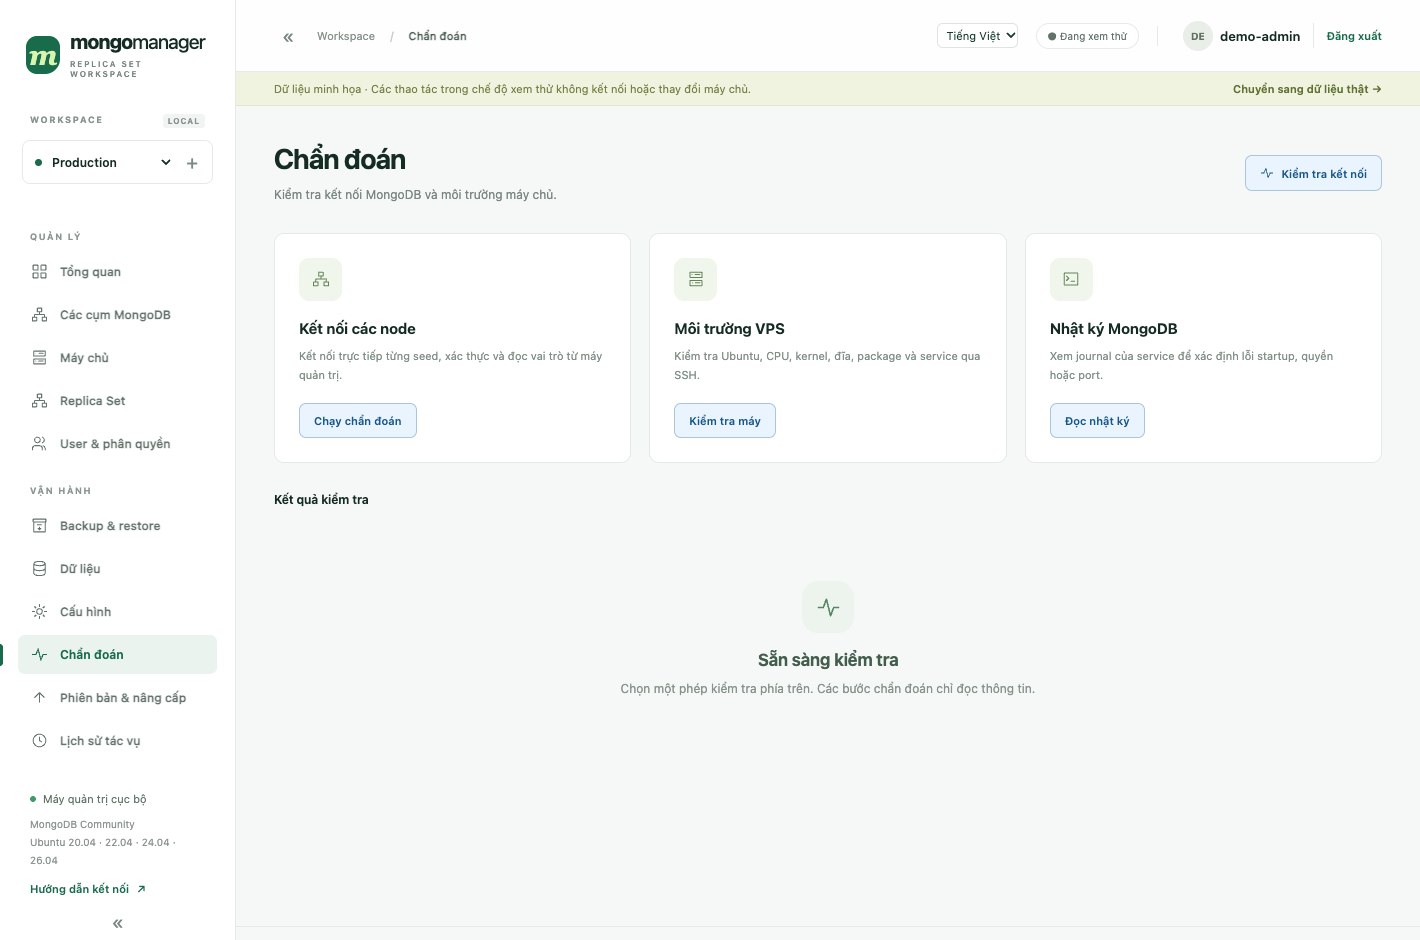 m
mongomanager
REPLICA SET
WORKSPACE
WORKSPACE
LOCAL
Production
QUẢN LÝ
Tổng quan
Các cụm MongoDB
Máy chủ
Replica Set
User & phân quyền
VẬN HÀNH
Backup & restore
Dữ liệu
Cấu hình
Chẩn đoán
Phiên bản & nâng cấp
Lịch sử tác vụ
Máy quản trị cục bộ
MongoDB Community
Ubuntu 20.04 · 22.04 · 24.04 ·
26.04
Hướng dẫn kết nối ↗
«
« Workspace / Chẩn đoán
Tiếng Việt
Đang xem thử
DE demo-admin
Đăng xuất
Dữ liệu minh họa · Các thao tác trong chế độ xem thử không kết nối hoặc thay đổi máy chủ.
Chuyển sang dữ liệu thật →
Chẩn đoán
Kiểm tra kết nối MongoDB và môi trường máy chủ.
Kiểm tra kết nối
Kết nối các node
Kết nối trực tiếp từng seed, xác thực và đọc vai trò từ máy
quản trị.
Chạy chẩn đoán
Môi trường VPS
Kiểm tra Ubuntu, CPU, kernel, đĩa, package và service qua
SSH.
Kiểm tra máy
Nhật ký MongoDB
Xem journal của service để xác định lỗi startup, quyền
hoặc port.
Đọc nhật ký
Kết quả kiểm tra
Sẵn sàng kiểm tra
Chọn một phép kiểm tra phía trên. Các bước chẩn đoán chỉ đọc thông tin.